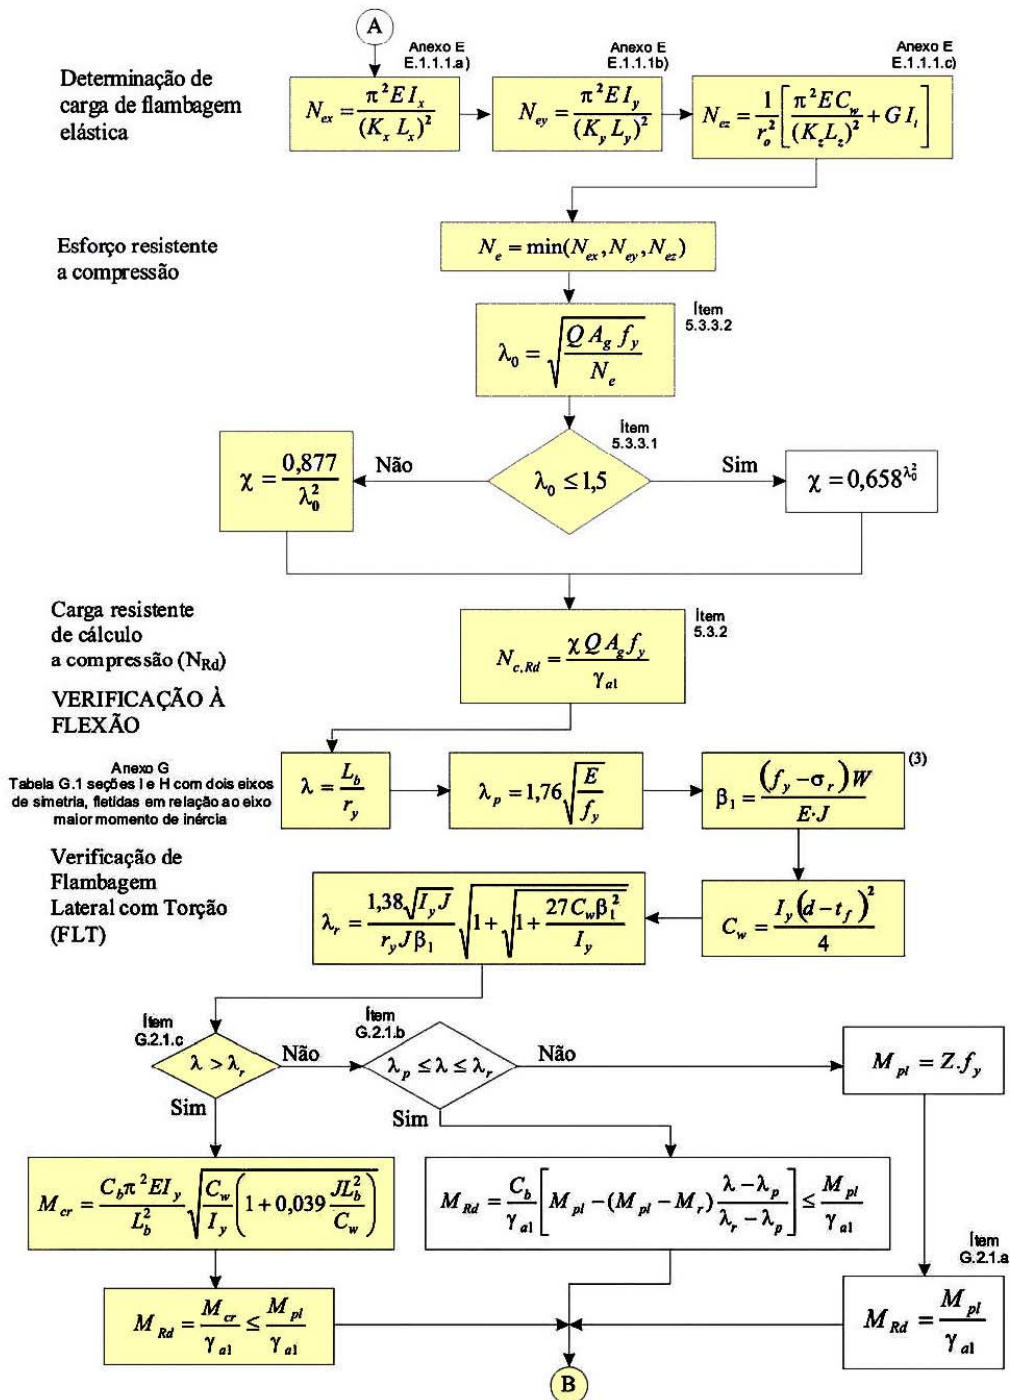 A
Determinação de
carga de flambagem
elástica
Anexo E
E.1.1.1.a)
N_ex = π² E I_x / (K_x L_x)²
Anexo E
E.1.1.1b)
N_ey = π² E I_y / (K_y L_y)²
Anexo E
E.1.1.1.c)
N_ez = 1/r_o² [π² E C_w / (K_z L_z)² + G I_t]
Esforço resistente
a compressão
N_e = min(N_ex, N_ey, N_ez)
Ítem
5.3.3.2
λ_0 = √(Q A_g f_y / N_e)
Ítem
5.3.3.1
χ = 0,877 / λ_0²
Não
λ_0 ≤ 1,5
Sim
χ = 0,658^(λ_0²)
Carga resistente
de cálculo
a compressão (N_Rd)
Ítem
5.3.2
N_c,Rd = χ Q A_g f_y / γ_a1
VERIFICAÇÃO À
FLEXÃO
Anexo G
Tabela G.1 seções I e H com dois eixos
de simetria, fletidas em relação ao eixo
maior momento de inércia
λ = L_b / r_y
λ_p = 1,76 √(E / f_y)
β_1 = (f_y − σ_r) W / E·J
(3)
Verificação de
Flambagem
Lateral com Torção
(FLT)
λ_r = 1,38 √(I_y J) / (r_y J β_1) √(1 + √(1 + 27 C_w β_1² / I_y))
C_w = I_y (d − t_f)² / 4
Ítem
G.2.1.c
λ > λ_r
Não
Ítem
G.2.1.b
λ_p ≤ λ ≤ λ_r
Não
M_pl = Z.f_y
Sim
Sim
M_cr = C_b π² E I_y / L_b² √(C_w / I_y (1 + 0,039 J L_b² / C_w))
M_Rd = C_b / γ_a1 [M_pl − (M_pl − M_r) (λ − λ_p) / (λ_r − λ_p)] ≤ M_pl / γ_a1
Ítem
G.2.1.a
M_Rd = M_cr / γ_a1 ≤ M_pl / γ_a1
M_Rd = M_pl / γ_a1
B